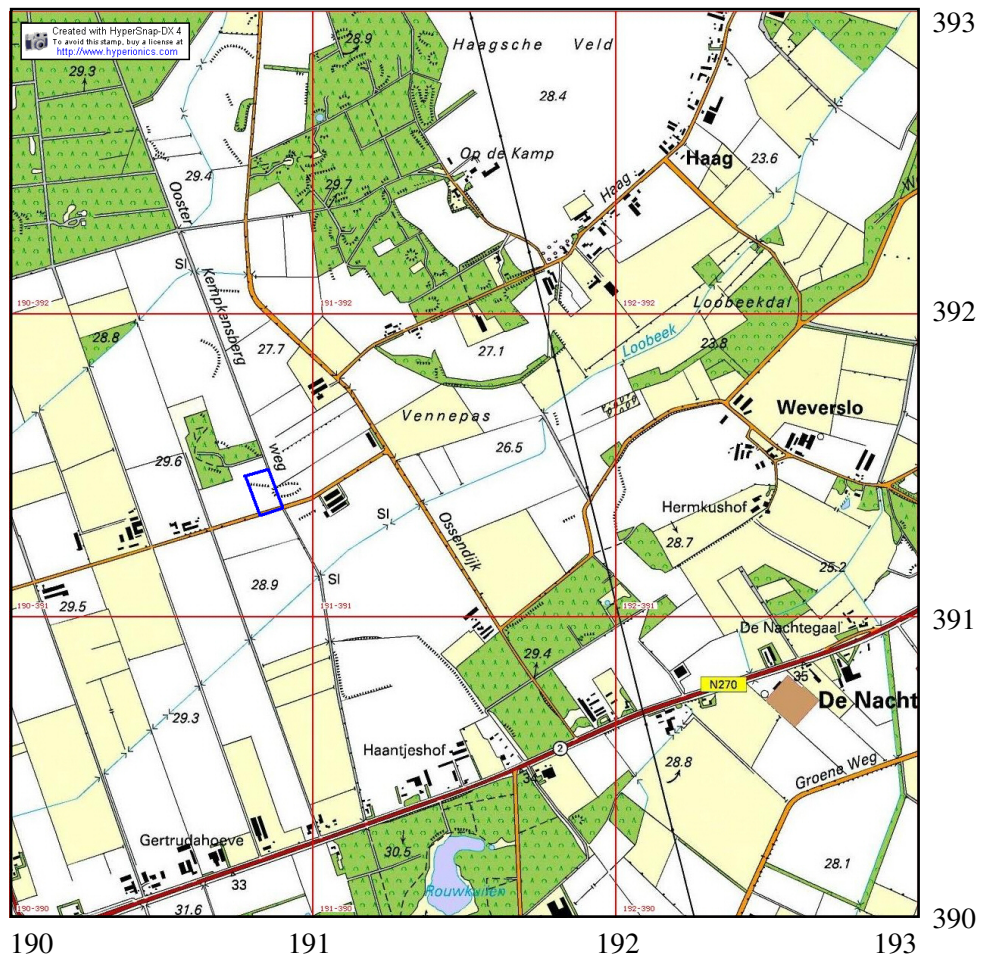 Created with HyperSnap-DX 4
To avoid this stamp, buy a license at
http://www.hyperionics.com
393
28.9
Haagsche Veld
29.3
28.4
Op de Kamp
Haag
23.6
29.4
29.7
Ooster
Haag
W
SI
Kempkensberg
190-392
191-392
192-392
Loobeekdal
392
28.8
27.7
27.1
Loobeek
23.8
Vennepas
Weverslo
29.6
weg
26.5
Hermkushof
SI
Ossendijk
28.7
28.9
SI
25.2
29.5
190-391
191-391
192-391
391
De Nachtegaal
29.4
N270
35
De Nacht
29.3
Haantjeshof
2
28.8
34
Groene Weg
Gertrudahoeve
30.5
28.1
33
Rouwkuilen
31.6
190-390
191-390
192-390
390
190
191
192
193